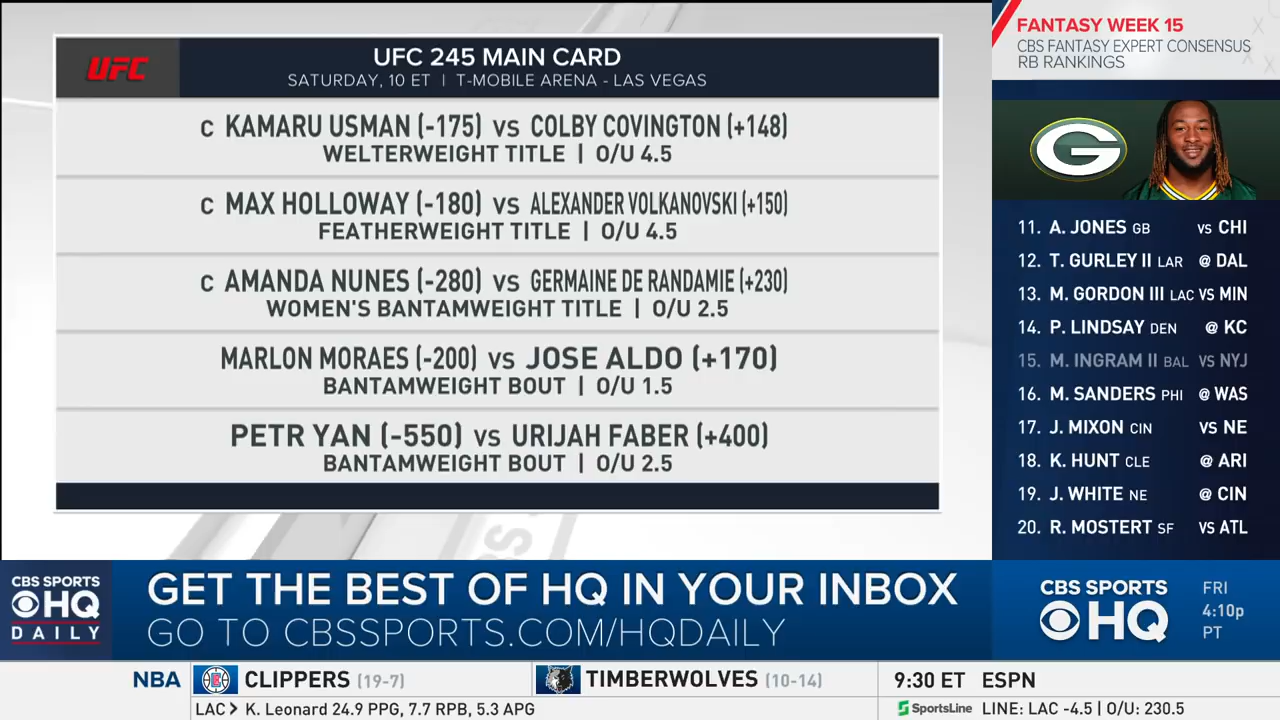 UFC
UFC 245 MAIN CARD
SATURDAY, 10 ET | T-MOBILE ARENA - LAS VEGAS
C KAMARU USMAN (-175) VS COLBY COVINGTON (+148)
WELTERWEIGHT TITLE | O/U 4.5
C MAX HOLLOWAY (-180) VS ALEXANDER VOLKANOVSKI (+150)
FEATHERWEIGHT TITLE | O/U 4.5
C AMANDA NUNES (-280) VS GERMAINE DE RANDAMIE (+230)
WOMEN'S BANTAMWEIGHT TITLE | O/U 2.5
MARLON MORAES (-200) VS JOSE ALDO (+170)
BANTAMWEIGHT BOUT | O/U 1.5
PETR YAN (-550) VS URIJAH FABER (+400)
BANTAMWEIGHT BOUT | O/U 2.5
FANTASY WEEK 15
CBS FANTASY EXPERT CONSENSUS
RB RANKINGS
G
11. A. JONES GB VS CHI
12. T. GURLEY II LAR @ DAL
13. M. GORDON III LAC VS MIN
14. P. LINDSAY DEN @ KC
15. M. INGRAM II BAL VS NYJ
16. M. SANDERS PHI @ WAS
17. J. MIXON CIN VS NE
18. K. HUNT CLE @ ARI
19. J. WHITE NE @ CIN
20. R. MOSTERT SF VS ATL
CBS SPORTS
HQ
DAILY
GET THE BEST OF HQ IN YOUR INBOX
GO TO CBSSPORTS.COM/HQDAILY
CBS SPORTS
HQ
FRI
4:10p
PT
NBA CLIPPERS (19-7) TIMBERWOLVES (10-14) 9:30 ET ESPN
LAC > K. Leonard 24.9 PPG, 7.7 RPB, 5.3 APG SportsLine LINE: LAC -4.5 | O/U: 230.5